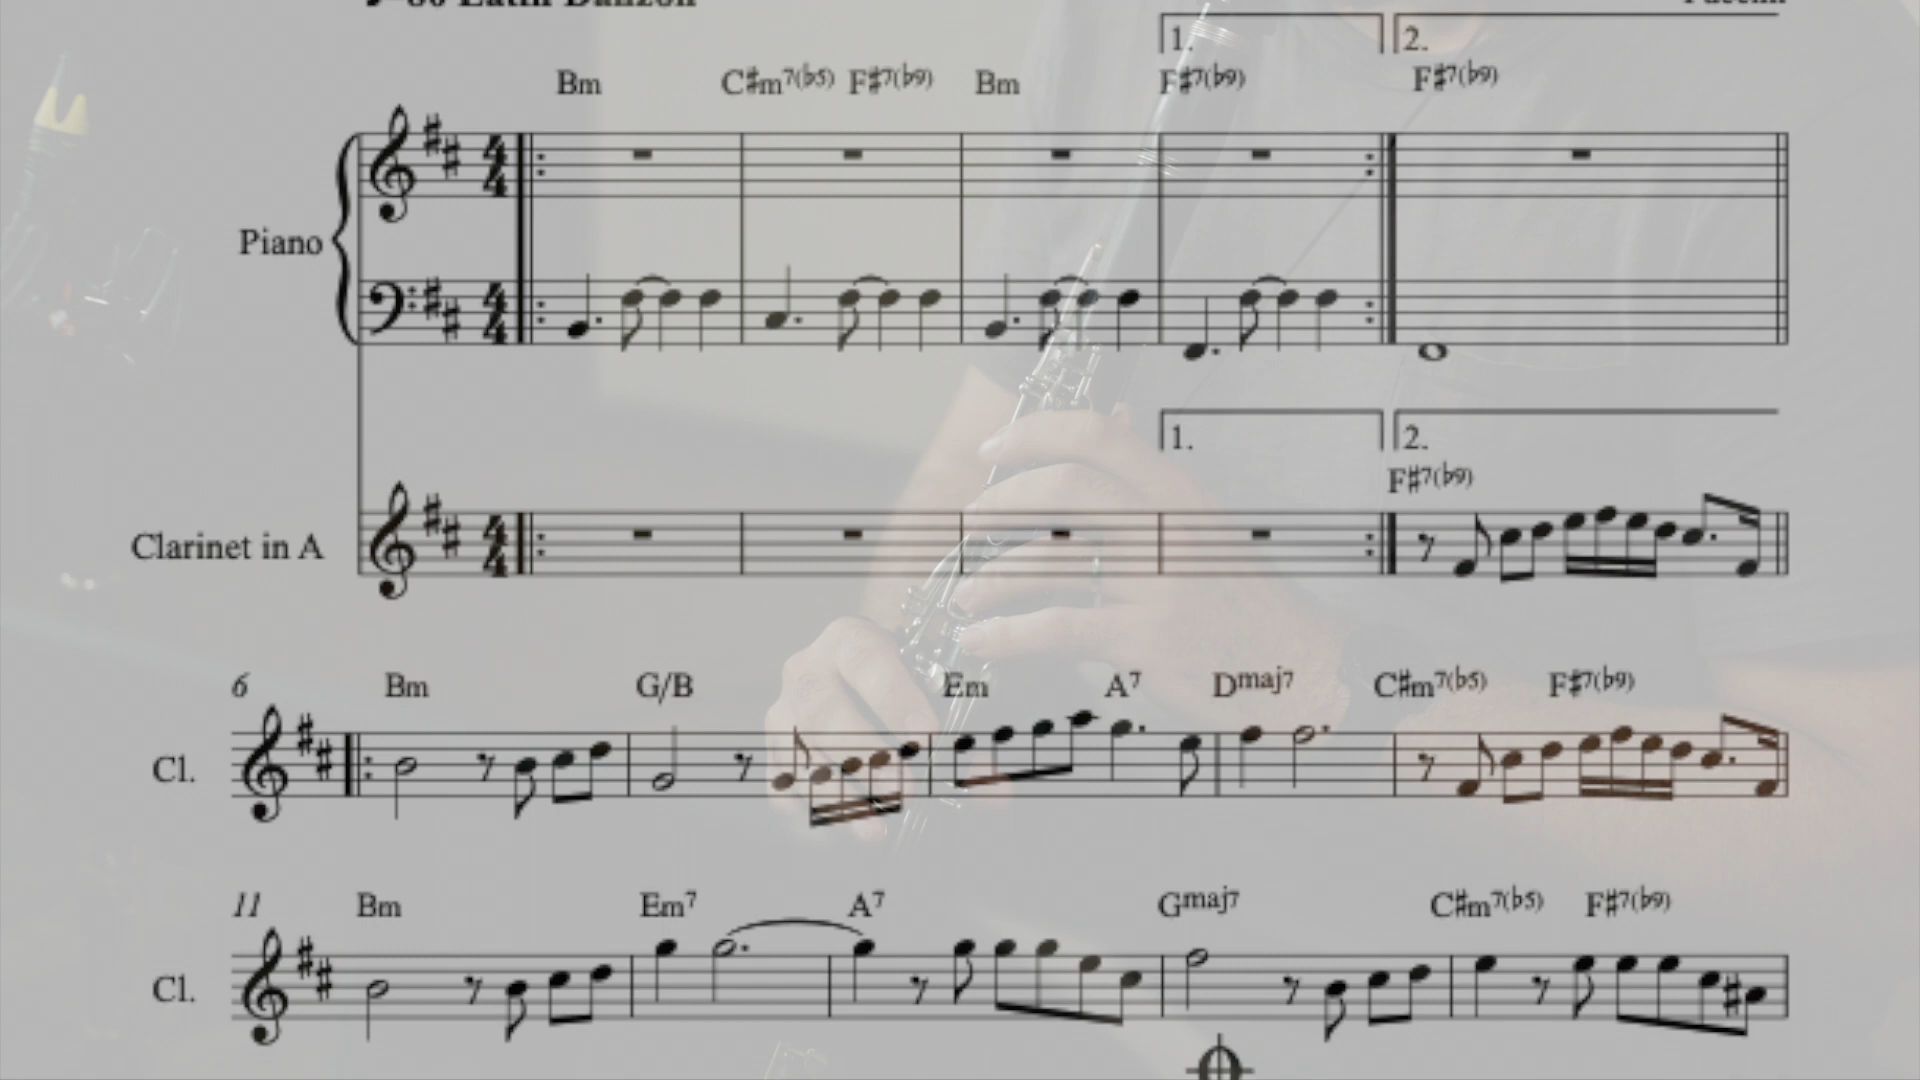 =80 Latin Danzón
1. 2.
Bm C♯m7(♭5) F♯7(♭9) Bm F♯7(♭9) F♯7(♭9)
Piano
1. 2.
F♯7(♭9)
Clarinet in A
6 Bm G/B Em A7 Dmaj7 C♯m7(♭5) F♯7(♭9)
Cl.
11 Bm Em7 A7 Gmaj7 C♯m7(♭5) F♯7(♭9)
Cl.